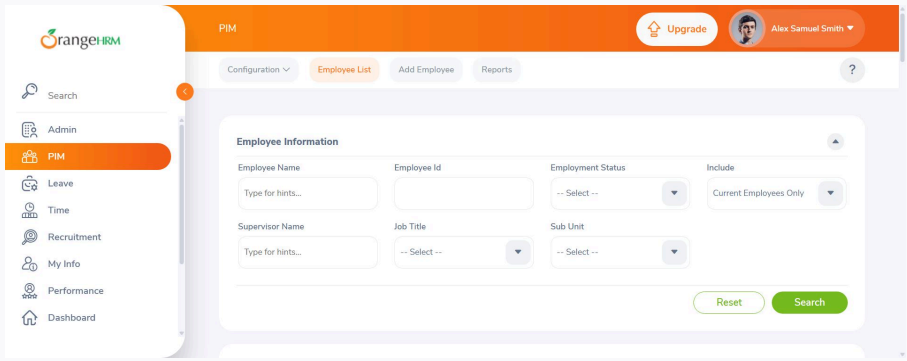 OrangeHRM
PIM
Upgrade
Alex Samuel Smith
Search
Configuration
Employee List
Add Employee
Reports
?
Admin
PIM
Leave
Time
Recruitment
My Info
Performance
Dashboard
Employee Information
Employee Name
Employee Id
Employment Status
Include
Type for hints...
-- Select --
Current Employees Only
Supervisor Name
Job Title
Sub Unit
Type for hints...
-- Select --
-- Select --
Reset
Search